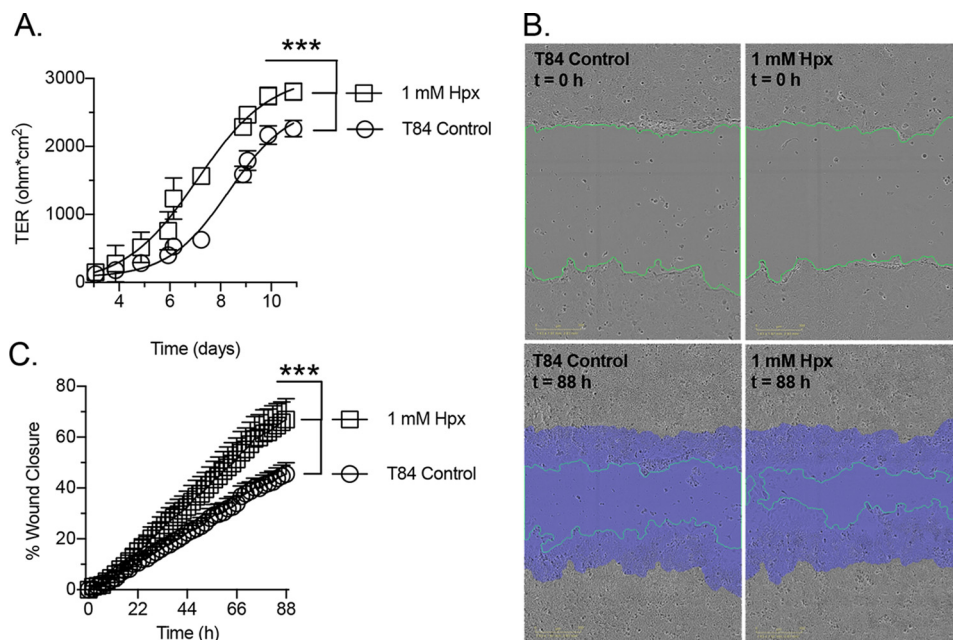 A.
***
3000
2000
1000
0
TER (ohm*cm2)
4 6 8 10
Time (days)
1 mM Hpx
T84 Control
B.
T84 Control
t = 0 h
1 mM Hpx
t = 0 h
T84 Control
t = 88 h
1 mM Hpx
t = 88 h
C.
***
80
60
40
20
0
% Wound Closure
0 22 44 66 88
Time (h)
1 mM Hpx
T84 Control